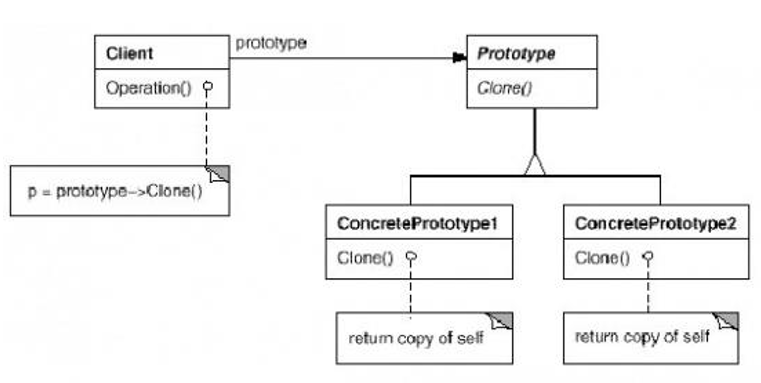 prototype
Client
Operation()
Prototype
Clone()
p = prototype->Clone()
ConcretePrototype1
Clone()
ConcretePrototype2
Clone()
return copy of self
return copy of self